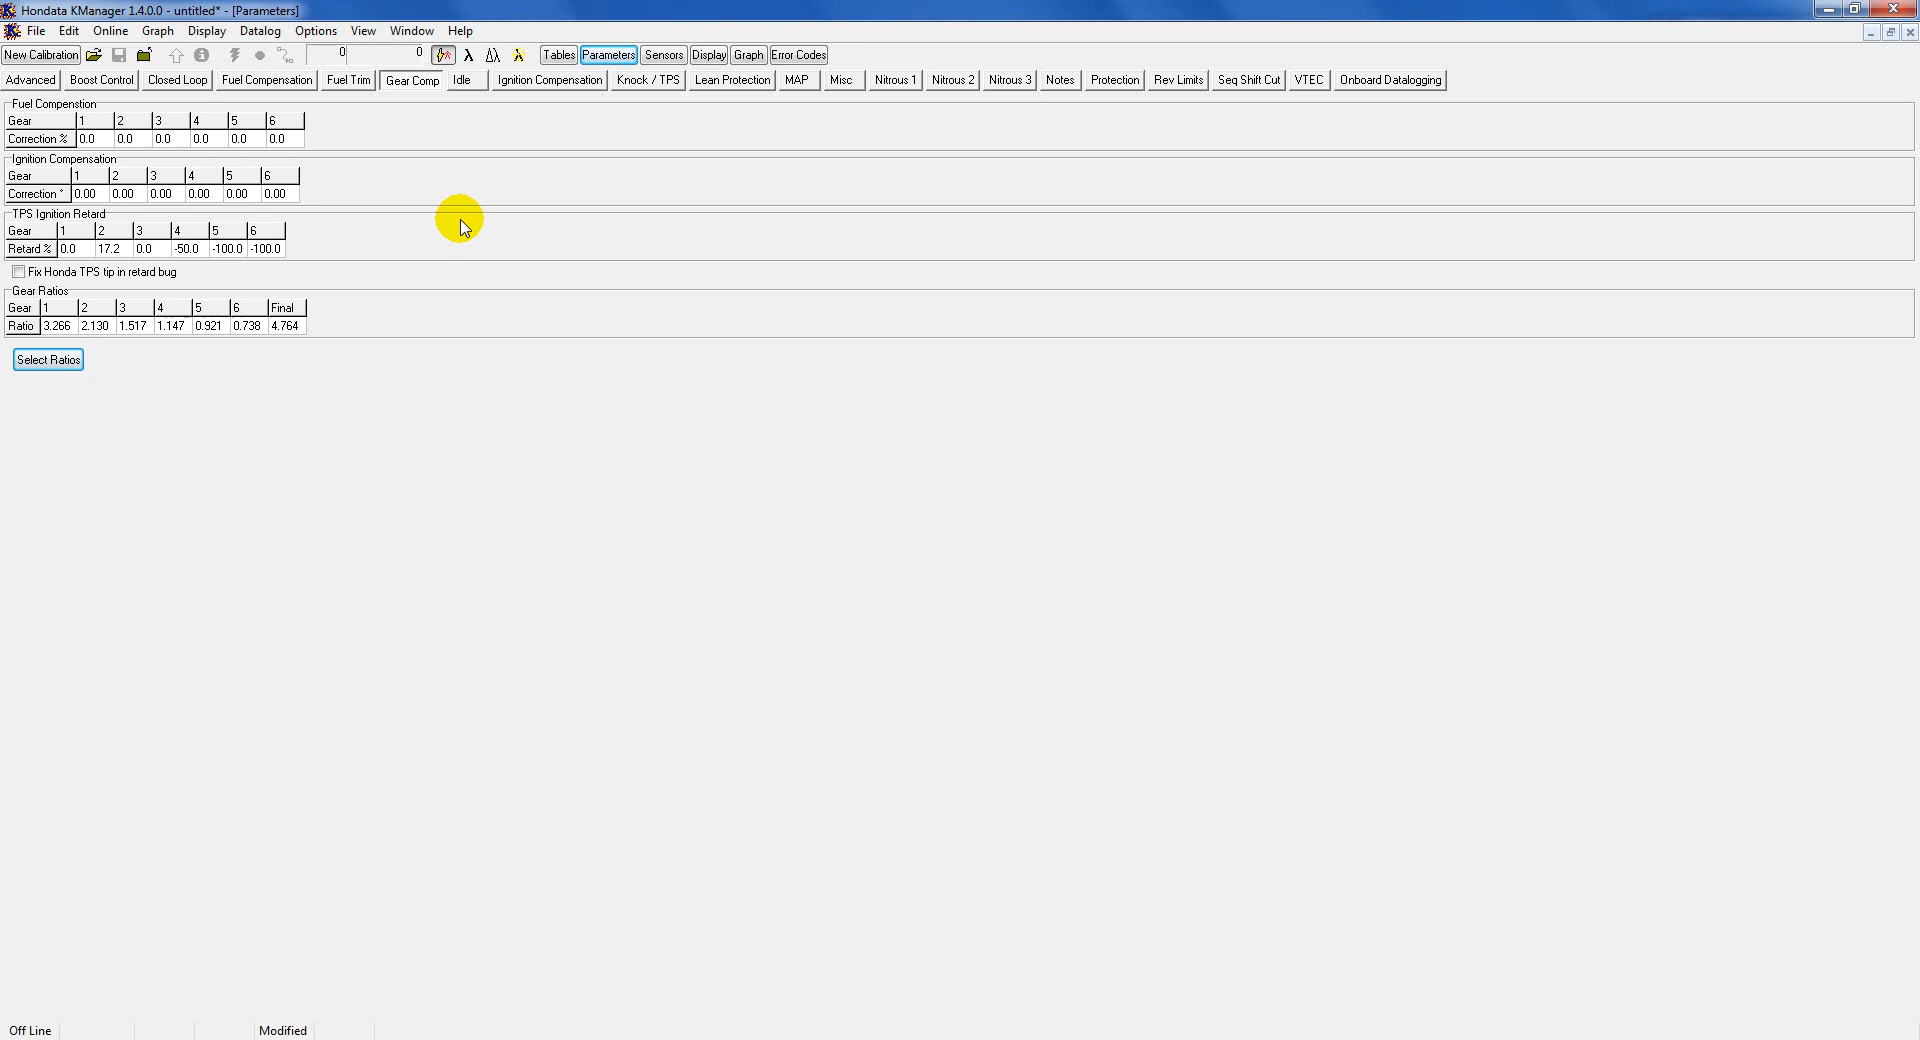 Hondata KManager 1.4.0.0 - untitled* - [Parameters]
File Edit Online Graph Display Datalog Options View Window Help
New Calibration 0 0 Tables Parameters Sensors Display Graph Error Codes
Advanced Boost Control Closed Loop Fuel Compensation Fuel Trim Gear Comp Idle Ignition Compensation Knock / TPS Lean Protection MAP Misc Nitrous 1 Nitrous 2 Nitrous 3 Notes Protection Rev Limits Seq Shift Cut VTEC Onboard Datalogging
Fuel Compenstion
Gear 1 2 3 4 5 6
Correction % 0.0 0.0 0.0 0.0 0.0 0.0
Ignition Compensation
Gear 1 2 3 4 5 6
Correction ° 0.00 0.00 0.00 0.00 0.00 0.00
TPS Ignition Retard
Gear 1 2 3 4 5 6
Retard % 0.0 17.2 0.0 -50.0 -100.0 -100.0
Fix Honda TPS tip in retard bug
Gear Ratios
Gear 1 2 3 4 5 6 Final
Ratio 3.266 2.130 1.517 1.147 0.921 0.738 4.764
Select Ratios
Off Line Modified